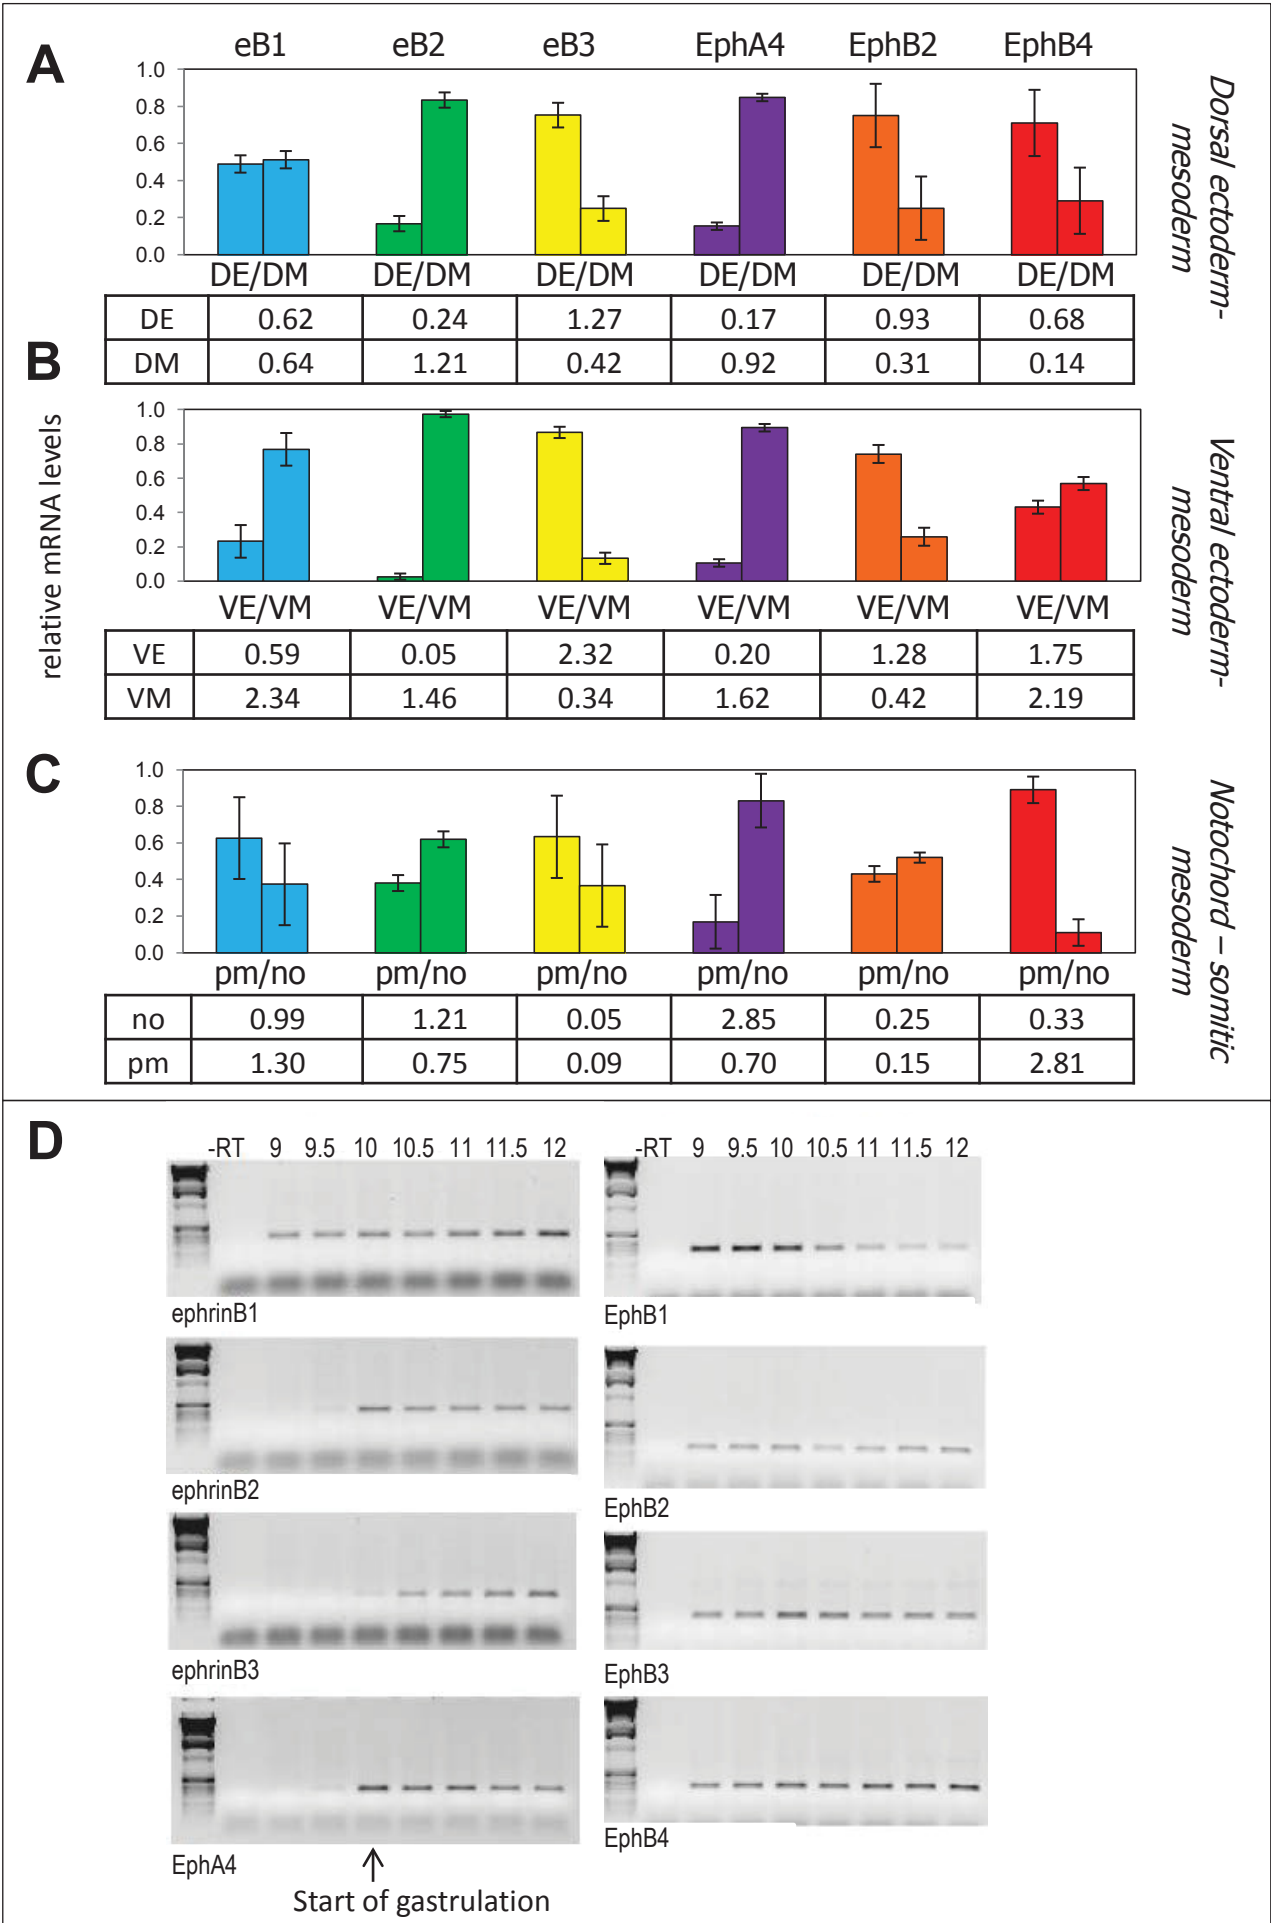 A
eB1 eB2 eB3 EphA4 EphB2 EphB4
1.0
0.8
0.6
0.4
0.2
0.0
DE/DM DE/DM DE/DM DE/DM DE/DM DE/DM
Dorsal ectoderm-
mesoderm
DE 0.62 0.24 1.27 0.17 0.93 0.68
DM 0.64 1.21 0.42 0.92 0.31 0.14
B
relative mRNA levels
1.0
0.8
0.6
0.4
0.2
0.0
VE/VM VE/VM VE/VM VE/VM VE/VM VE/VM
Ventral ectoderm-
mesoderm
VE 0.59 0.05 2.32 0.20 1.28 1.75
VM 2.34 1.46 0.34 1.62 0.42 2.19
C
1.0
0.8
0.6
0.4
0.2
0.0
pm/no pm/no pm/no pm/no pm/no pm/no
Notochord – somitic
mesoderm
no 0.99 1.21 0.05 2.85 0.25 0.33
pm 1.30 0.75 0.09 0.70 0.15 2.81
D
-RT 9 9.5 10 10.5 11 11.5 12
ephrinB1
ephrinB2
ephrinB3
EphA4
Start of gastrulation
-RT 9 9.5 10 10.5 11 11.5 12
EphB1
EphB2
EphB3
EphB4